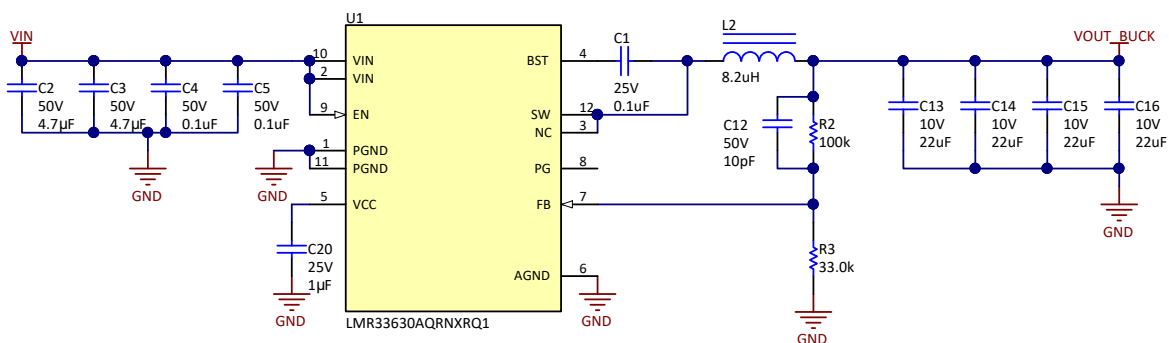 U1
VIN
C2
50V
4.7µF
C3
50V
4.7µF
C4
50V
0.1uF
C5
50V
0.1uF
GND
10
VIN
2
VIN
9
EN
1
PGND
11
PGND
GND
5
VCC
C20
25V
1µF
GND
BST
4
SW
12
NC
3
PG
8
FB
7
AGND
6
GND
LMR33630AQRNXRQ1
C1
25V
0.1uF
L2
8.2uH
C12
50V
10pF
R2
100k
R3
33.0k
GND
VOUT_BUCK
C13
10V
22uF
C14
10V
22uF
C15
10V
22uF
C16
10V
22uF
GND